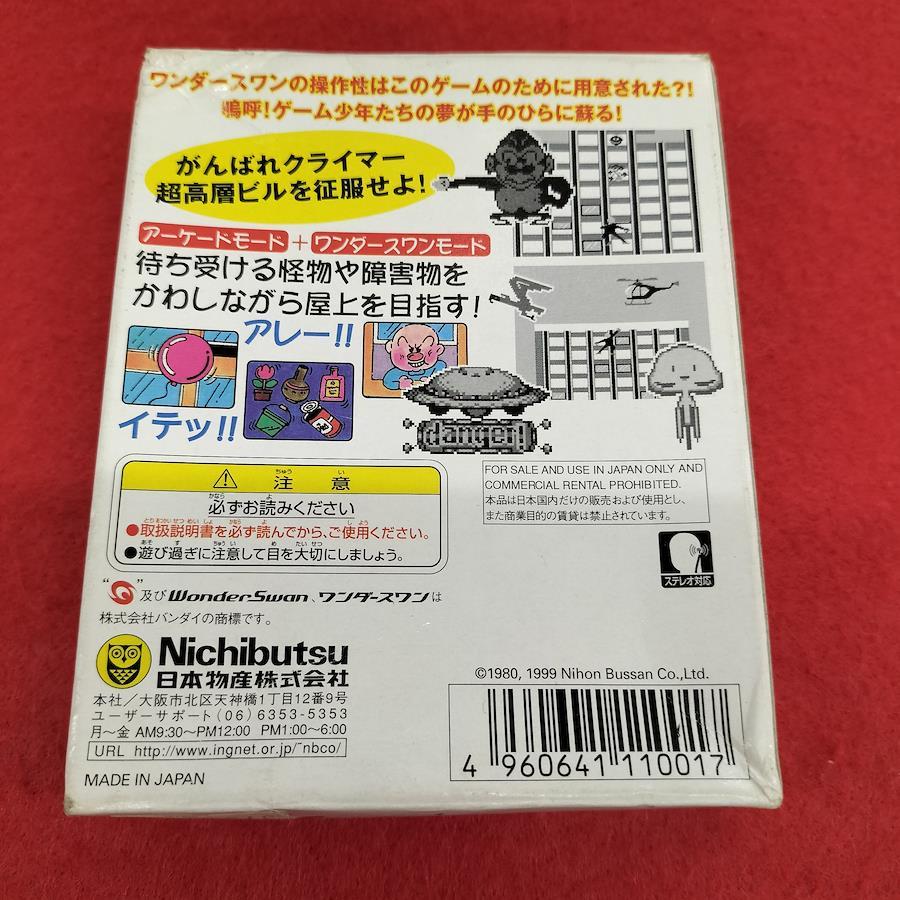 ワンダースワンの操作性はこのゲームのために用意された?!
嗚呼!ゲーム少年たちの夢が手のひらに蘇る!
がんばれクライマー
超高層ビルを征服せよ!
アーケードモード+ワンダースワンモード
待ち受ける怪物や障害物を
かわしながら屋上を目指す!
アレー!!
イテッ!!
danger!
注意
必ずお読みください
●取扱説明書を必ず読んでから、ご使用ください。
●遊び過ぎに注意して目を大切にしましょう。
FOR SALE AND USE IN JAPAN ONLY AND
COMMERCIAL RENTAL PROHIBITED.
本品は日本国内だけの販売および使用とし、
また商業目的の賃貸は禁止されています。
ステレオ対応
" "及びWonderSwan、ワンダースワンは
株式会社バンダイの商標です。
Nichibutsu
日本物産株式会社
本社/大阪市北区天神橋1丁目12番9号
ユーザーサポート(06)6353-5353
月〜金 AM9:30〜PM12:00 PM1:00〜6:00
URL http://www.ingnet.or.jp/~nbco/
MADE IN JAPAN
©1980, 1999 Nihon Bussan Co.,Ltd.
4 960641 110017